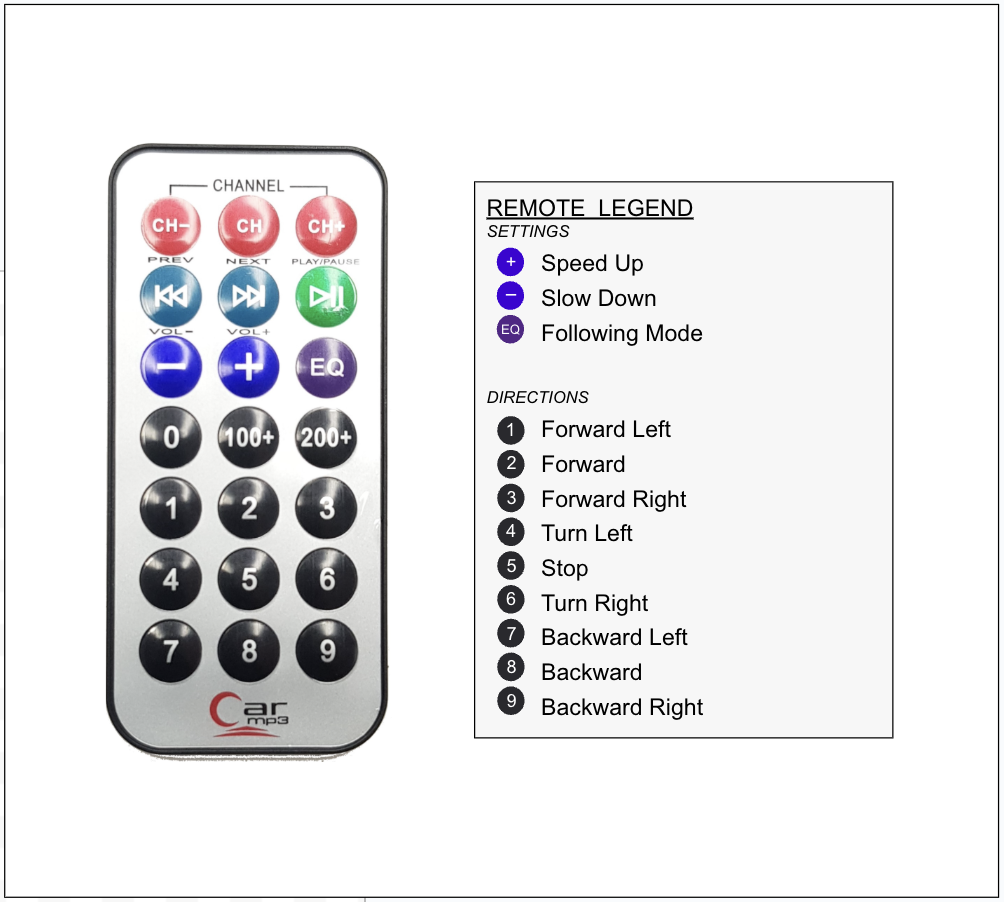 CHANNEL
CH− CH CH+
PREV NEXT PLAY/PAUSE
VOL− VOL+
− + EQ
0 100+ 200+
1 2 3
4 5 6
7 8 9
Car
mp3
REMOTE LEGEND
SETTINGS
+ Speed Up
− Slow Down
EQ Following Mode
DIRECTIONS
1 Forward Left
2 Forward
3 Forward Right
4 Turn Left
5 Stop
6 Turn Right
7 Backward Left
8 Backward
9 Backward Right